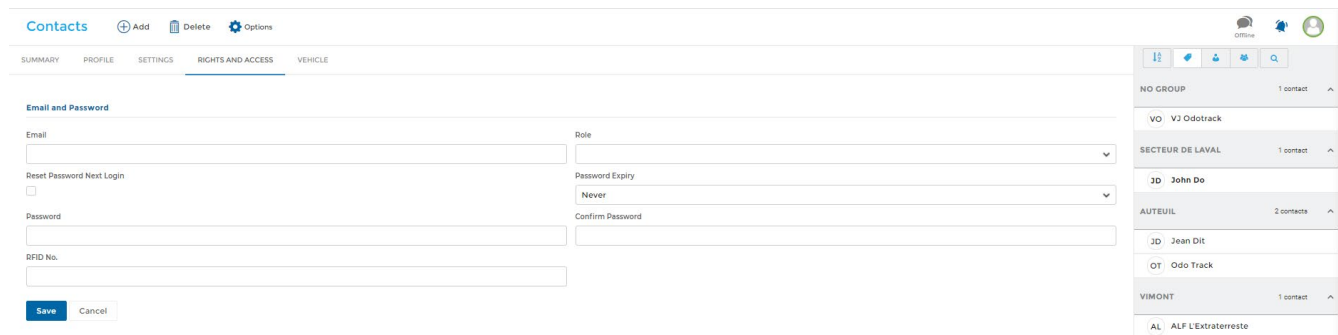 Contacts
Add
Delete
Options
Offline
SUMMARY
PROFILE
SETTINGS
RIGHTS AND ACCESS
VEHICLE
Email and Password
Email
Role
Reset Password Next Login
Password Expiry
Never
Password
Confirm Password
RFID No.
Save
Cancel
NO GROUP 1 contact
VO VJ Odotrack
SECTEUR DE LAVAL 1 contact
JD John Do
AUTEUIL 2 contacts
JD Jean Dit
OT Odo Track
VIMONT 1 contact
AL ALF L'Extraterreste